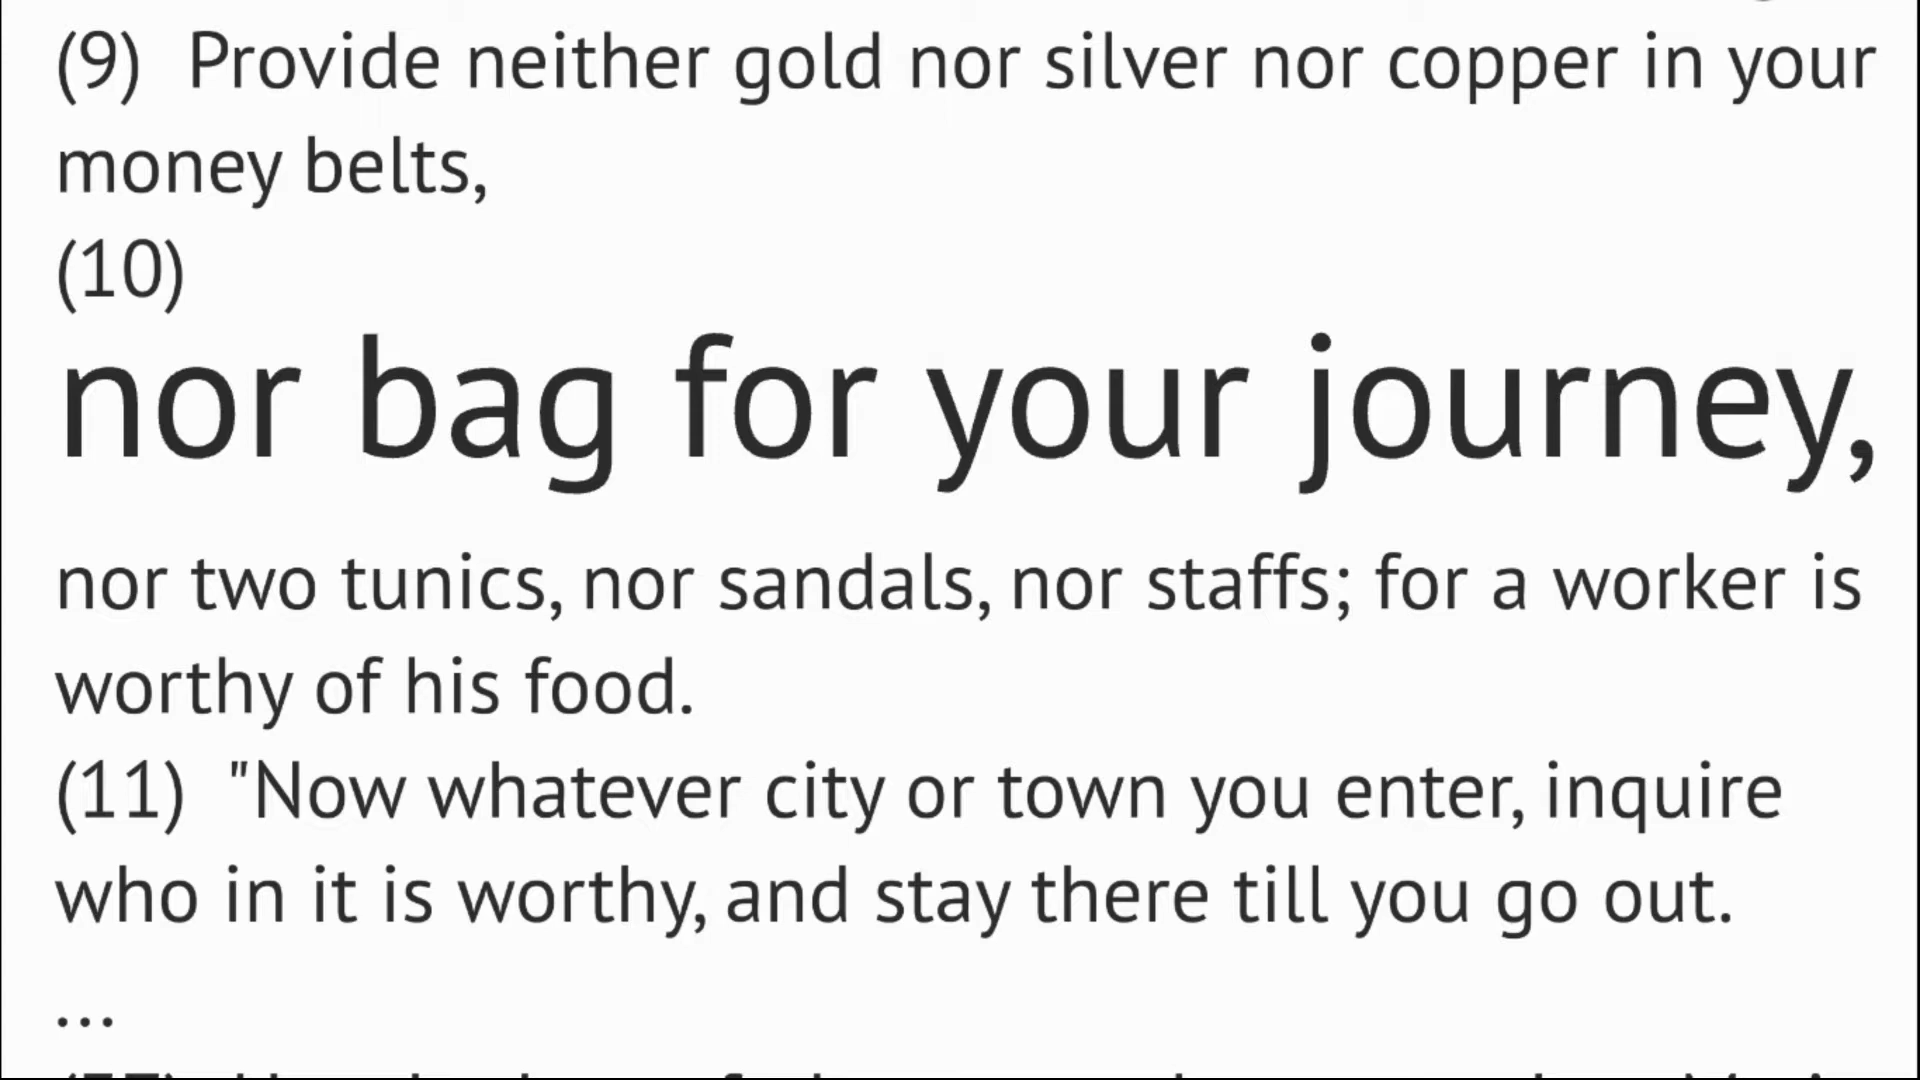 (9) Provide neither gold nor silver nor copper in your
money belts,
(10)
nor bag for your journey,
nor two tunics, nor sandals, nor staffs; for a worker is
worthy of his food.
(11) "Now whatever city or town you enter, inquire
who in it is worthy, and stay there till you go out.
...